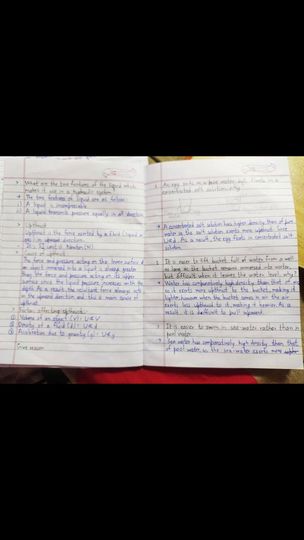 What are the two features of the liquid which
makes it use in a hydraulic system?
The two features of liquid are as follows
i) A liquid is incompressible
ii) A liquid transmits pressure equally in all direction
Upthrust
Upthrust is the force exerted by a fluid (liquid or
gas) in upward direction.
It's SI unit is Newton (N)
Cause of upthrust
The force and pressure acting on the lower surface of
an object immersed into a liquid is always greater
than the force and pressure acting on its upper
surface since the liquid pressure increases with the
depth. As a result, the resultant force always acts
in the upward direction and this is main cause of
upthrust.
Factor affecting upthrust:
Volume of an object (v): U∝V
Density of a fluid (d): U∝d
Acceleration due to gravity (g): U∝g
Give reason:
1. An egg sinks in a pure water but floats in a
concentrated salt solution. why
A concentrated salt solution has higher density than of pure
water so the salt solution exerts more upthrust. Since
U∝d. As a result, the egg floats in concentrated salt
solution.
2. It is easier to lift bucket full of water from a well
as long as the bucket remains immersed into water,
but difficult when it leaves the water level. why?
Water has comparatively high density than that of air
so it exerts more upthrust to the bucket, making it
lighter, however when the bucket comes in air the air
exerts less upthrust to it, making it heavier. As a
result, it is difficult to pull upward.
3. It is easier to swim in sea water rather than in
pool water
Sea water has comparatively high density than that
of pool water, so the sea water exerts more upthrust